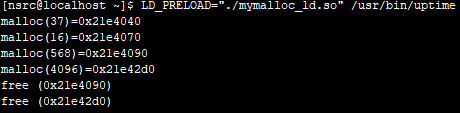 [nsrc@localhost ~]$ LD_PRELOAD="./mymalloc_ld.so" /usr/bin/uptime
malloc(37)=0x21e4040
malloc(16)=0x21e4070
malloc(568)=0x21e4090
malloc(4096)=0x21e42d0
free (0x21e4090)
free (0x21e42d0)